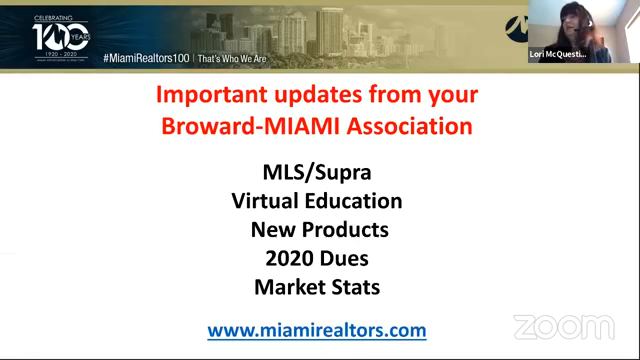 CELEBRATING
100 YEARS
1920 - 2020
#MiamiRealtors100 | That's Who We Are
Lori McQuesti...
Important updates from your
Broward-MIAMI Association
MLS/Supra
Virtual Education
New Products
2020 Dues
Market Stats
www.miamirealtors.com
zoom